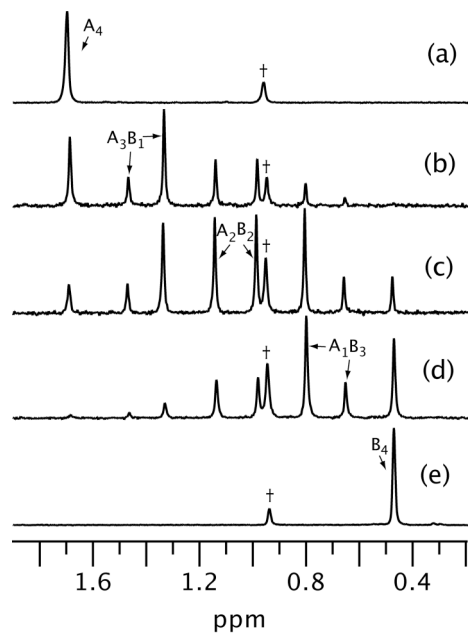 A₄
†
(a)
A₃B₁
†
(b)
A₂B₂
†
(c)
†
A₁B₃
(d)
†
B₄
(e)
1.6 1.2 0.8 0.4
ppm